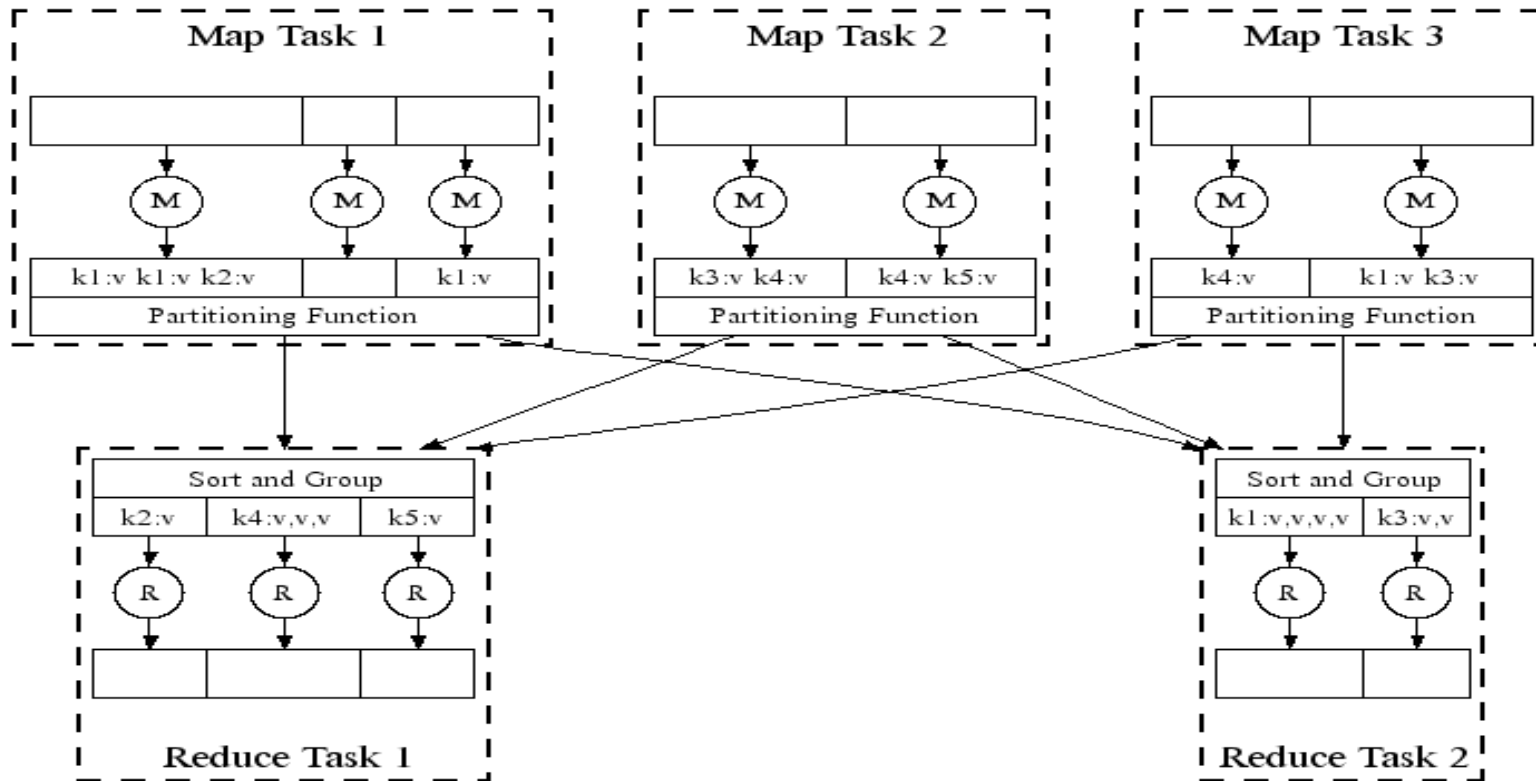 Map Task 1
Map Task 2
Map Task 3
M
M
M
M
M
M
M
k1:v k1:v k2:v
k1:v
k3:v k4:v
k4:v k5:v
k4:v
k1:v k3:v
Partitioning Function
Partitioning Function
Partitioning Function
Sort and Group
Sort and Group
k2:v
k4:v,v,v
k5:v
k1:v,v,v,v
k3:v,v
R
R
R
R
R
Reduce Task 1
Reduce Task 2